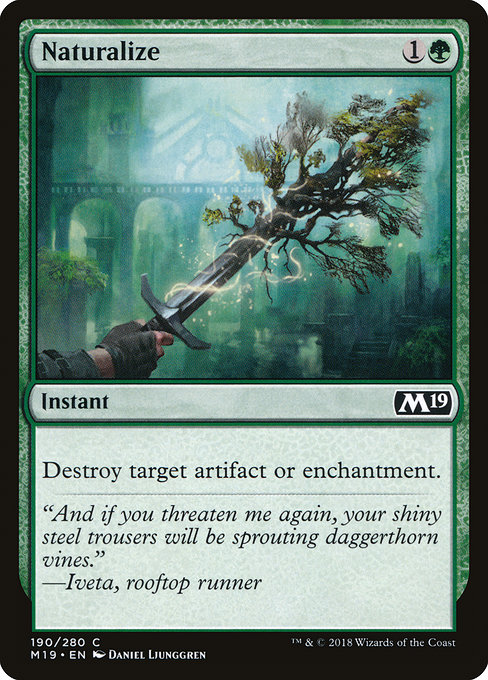 Naturalize 1
Instant
M19
Destroy target artifact or enchantment.
“And if you threaten me again, your shiny
steel trousers will be sprouting daggerthorn
vines.”
—Iveta, rooftop runner
190/280 C
M19 • EN Daniel Ljunggren
™ & © 2018 Wizards of the Coast